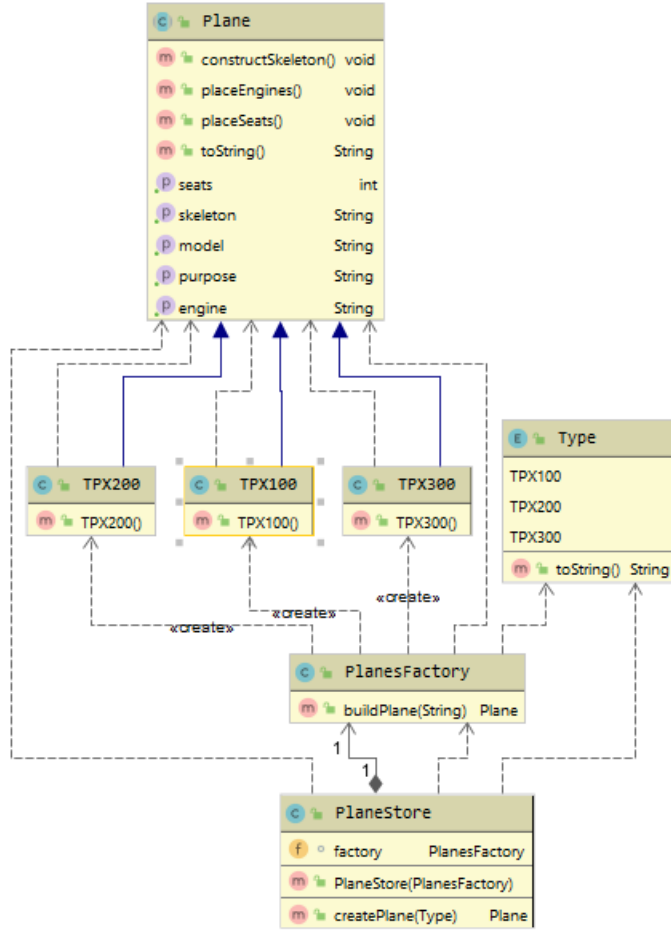 Plane
constructSkeleton() void
placeEngines() void
placeSeats() void
toString() String
seats int
skeleton String
model String
purpose String
engine String
Type
TPX100
TPX200
TPX300
toString() String
TPX200
TPX200()
TPX100
TPX100()
TPX300
TPX300()
«create»
«create»
«create»
PlanesFactory
buildPlane(String) Plane
1
1
PlaneStore
factory PlanesFactory
PlaneStore(PlanesFactory)
createPlane(Type) Plane